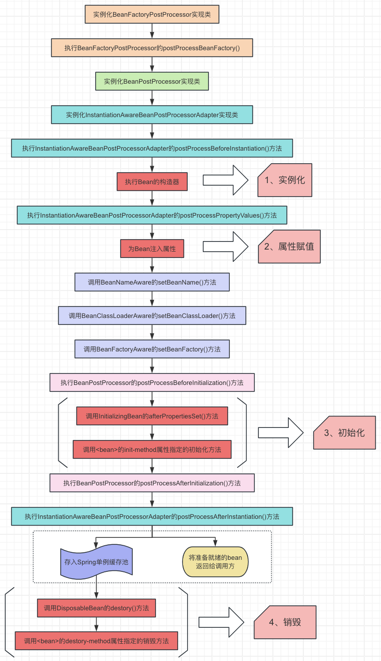 实例化BeanFactoryPostProcessor实现类
执行BeanFactoryPostProcessor的postProcessBeanFactory()
实例化BeanPostProcessor实现类
实例化InstantiationAwareBeanPostProcessorAdapter实现类
执行InstantiationAwareBeanPostProcessorAdapter的postProcessBeforeInstantiation()方法
执行Bean的构造器
1、实例化
执行InstantiationAwareBeanPostProcessorAdapter的postProcessPropertyValues()方法
为Bean注入属性
2、属性赋值
调用BeanNameAware的setBeanName()方法
调用BeanClassLoaderAware的setBeanClassLoader()方法
调用BeanFactoryAware的setBeanFactory()方法
执行BeanPostProcessor的postProcessBeforeInitialization()方法
调用InitializingBean的afterPropertiesSet()方法
3、初始化
调用<bean>的init-method属性指定的初始化方法
执行BeanPostProcessor的postProcessAfterInitialization()方法
执行InstantiationAwareBeanPostProcessorAdapter的postProcessAfterInstantiation()方法
存入Spring单例缓存池
将准备就绪的bean
返回给调用方
调用DisposableBean的destory()方法
4、销毁
调用<bean>的destory-method属性指定的销毁方法